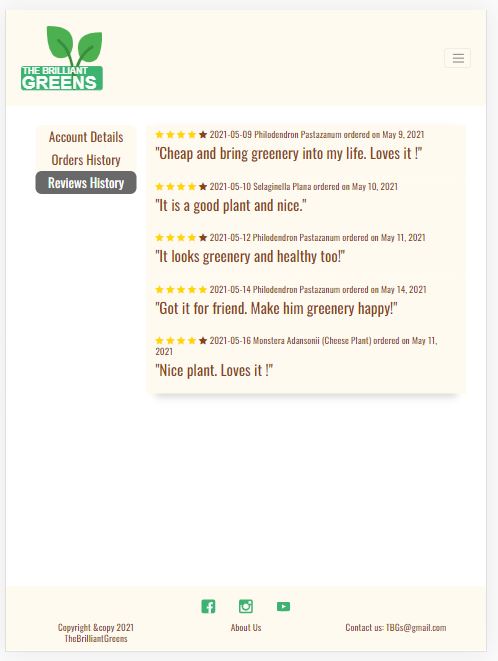 THE BRILLIANT
GREENS
Account Details
Orders History
Reviews History
2021-05-09 Philodendron Pastazanum ordered on May 9, 2021
"Cheap and bring greenery into my life. Loves it !"
2021-05-10 Selaginella Plana ordered on May 10, 2021
"It is a good plant and nice."
2021-05-12 Philodendron Pastazanum ordered on May 11, 2021
"It looks greenery and healthy too!"
2021-05-14 Philodendron Pastazanum ordered on May 14, 2021
"Got it for friend. Make him greenery happy!"
2021-05-16 Monstera Adansonii (Cheese Plant) ordered on May 11,
2021
"Nice plant. Loves it !"
Copyright &copy 2021
TheBrilliantGreens
About Us
Contact us: TBGs@gmail.com